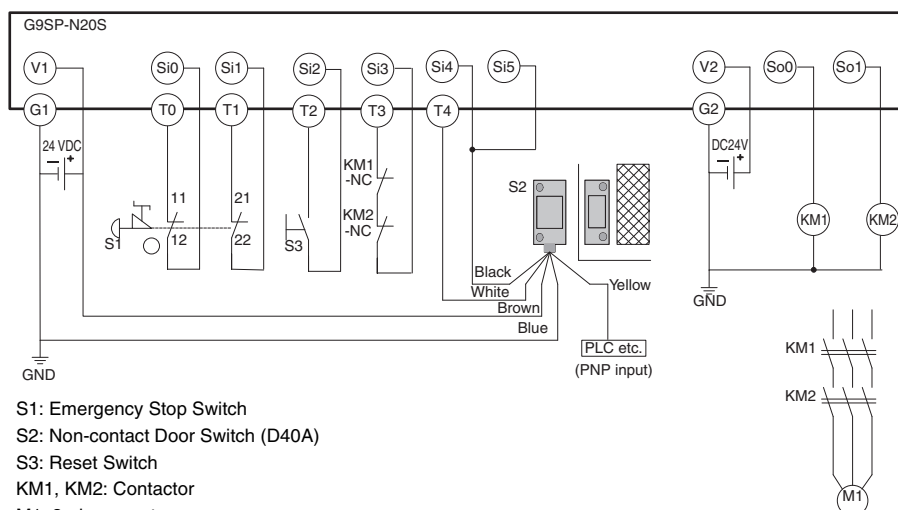 G9SP-N20S
V1 Si0 Si1 Si2 Si3 Si4 Si5 V2 So0 So1
G1 T0 T1 T2 T3 T4 G2
24 VDC
DC24V
− +
− +
KM1
-NC
KM2
-NC
S2
11 21
12 22
S1
S3
KM1 KM2
Black
White
Brown
Blue
Yellow
GND
GND
PLC etc.
(PNP input)
KM1
KM2
M1
S1: Emergency Stop Switch
S2: Non-contact Door Switch (D40A)
S3: Reset Switch
KM1, KM2: Contactor